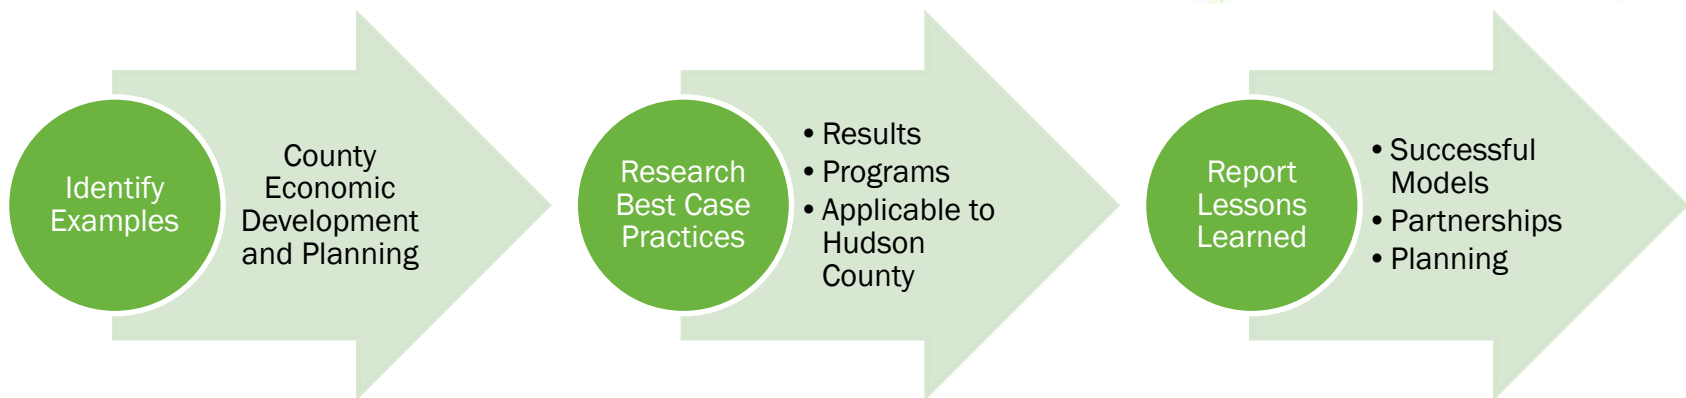 Identify
Examples
County
Economic
Development
and Planning
Research
Best Case
Practices
• Results
• Programs
• Applicable to
Hudson
County
Report
Lessons
Learned
• Successful
Models
• Partnerships
• Planning